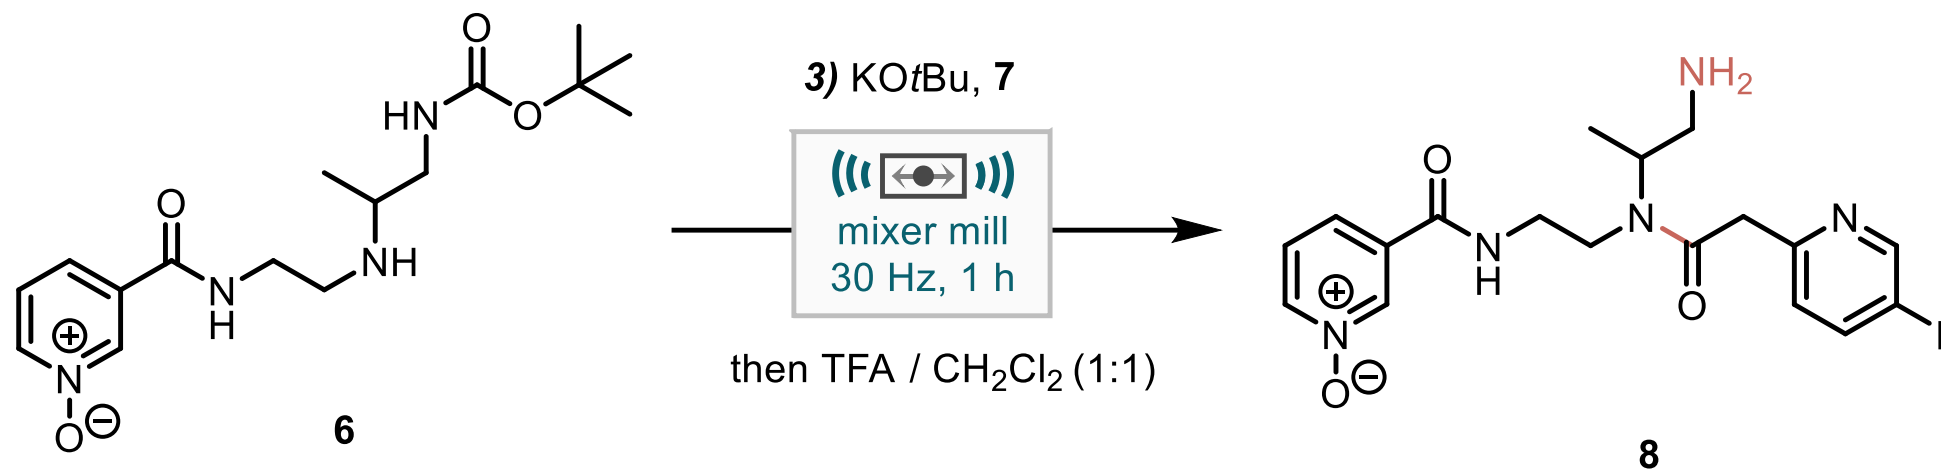 O
HN
O
O
NH
N
H
N
O
6
3) KOtBu, 7
mixer mill
30 Hz, 1 h
then TFA / CH₂Cl₂ (1:1)
NH₂
O
N
H
N
O
N
N
O
8